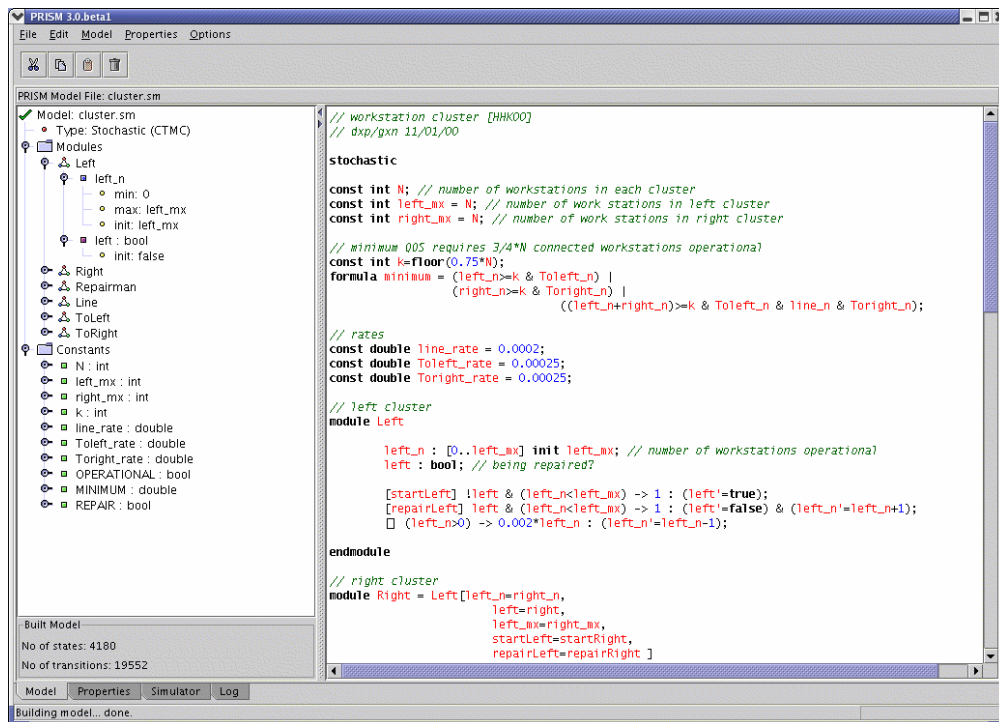 PRISM 3.0.beta1
File Edit Model Properties Options
PRISM Model File: cluster.sm
Model: cluster.sm
Type: Stochastic (CTMC)
Modules
Left
left_n
min: 0
max: left_mx
init: left_mx
left : bool
init: false
Right
Repairman
Line
ToLeft
ToRight
Constants
N : int
left_mx : int
right_mx : int
k : int
line_rate : double
Toleft_rate : double
Toright_rate : double
OPERATIONAL : bool
MINIMUM : double
REPAIR : bool
Built Model
No of states: 4180
No of transitions: 19552
// workstation cluster [HHK00]
// dxp/gxn 11/01/00
stochastic
const int N; // number of workstations in each cluster
const int left_mx = N; // number of work stations in left cluster
const int right_mx = N; // number of work stations in right cluster
// minimum QOS requires 3/4*N connected workstations operational
const int k=floor(0.75*N);
formula minimum = (left_n>=k & Toleft_n) |
(right_n>=k & Toright_n) |
((left_n+right_n)>=k & Toleft_n & line_n & Toright_n);
// rates
const double line_rate = 0.0002;
const double Toleft_rate = 0.00025;
const double Toright_rate = 0.00025;
// left cluster
module Left
left_n : [0..left_mx] init left_mx; // number of workstations operational
left : bool; // being repaired?
[startLeft] !left & (left_n<left_mx) -> 1 : (left'=true);
[repairLeft] left & (left_n<left_mx) -> 1 : (left'=false) & (left_n'=left_n+1);
[] (left_n>0) -> 0.002*left_n : (left_n'=left_n-1);
endmodule
// right cluster
module Right = Left[left_n=right_n,
left=right,
left_mx=right_mx,
startLeft=startRight,
repairLeft=repairRight ]
Model Properties Simulator Log
Building model... done.